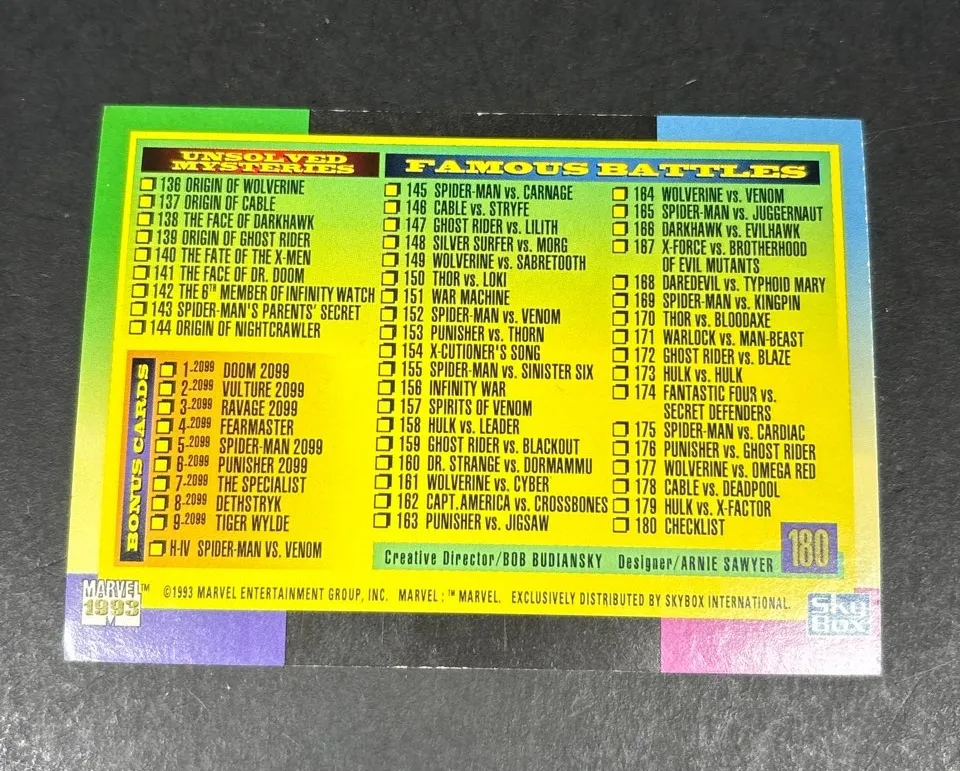 UNSOLVED
MYSTERIES
136 ORIGIN OF WOLVERINE
137 ORIGIN OF CABLE
138 THE FACE OF DARKHAWK
139 ORIGIN OF GHOST RIDER
140 THE FATE OF THE X-MEN
141 THE FACE OF DR. DOOM
142 THE 6TH MEMBER OF INFINITY WATCH
143 SPIDER-MAN'S PARENTS' SECRET
144 ORIGIN OF NIGHTCRAWLER
BONUS CARDS
1-2099 DOOM 2099
2-2099 VULTURE 2099
3-2099 RAVAGE 2099
4-2099 FEARMASTER
5-2099 SPIDER-MAN 2099
6-2099 PUNISHER 2099
7-2099 THE SPECIALIST
8-2099 DETHSTRYK
9-2099 TIGER WYLDE
H-IV SPIDER-MAN VS. VENOM
FAMOUS BATTLES
145 SPIDER-MAN vs. CARNAGE
146 CABLE vs. STRYFE
147 GHOST RIDER vs. LILITH
148 SILVER SURFER vs. MORG
149 WOLVERINE vs. SABRETOOTH
150 THOR vs. LOKI
151 WAR MACHINE
152 SPIDER-MAN vs. VENOM
153 PUNISHER vs. THORN
154 X-CUTIONER'S SONG
155 SPIDER-MAN vs. SINISTER SIX
156 INFINITY WAR
157 SPIRITS OF VENOM
158 HULK vs. LEADER
159 GHOST RIDER vs. BLACKOUT
160 DR. STRANGE vs. DORMAMMU
161 WOLVERINE vs. CYBER
162 CAPT. AMERICA vs. CROSSBONES
163 PUNISHER vs. JIGSAW
164 WOLVERINE vs. VENOM
165 SPIDER-MAN vs. JUGGERNAUT
166 DARKHAWK vs. EVILHAWK
167 X-FORCE vs. BROTHERHOOD
OF EVIL MUTANTS
168 DAREDEVIL vs. TYPHOID MARY
169 SPIDER-MAN vs. KINGPIN
170 THOR vs. BLOODAXE
171 WARLOCK vs. MAN-BEAST
172 GHOST RIDER vs. BLAZE
173 HULK vs. HULK
174 FANTASTIC FOUR vs.
SECRET DEFENDERS
175 SPIDER-MAN vs. CARDIAC
176 PUNISHER vs. GHOST RIDER
177 WOLVERINE vs. OMEGA RED
178 CABLE vs. DEADPOOL
179 HULK vs. X-FACTOR
180 CHECKLIST
Creative Director/BOB BUDIANSKY Designer/ARNIE SAWYER
180
MARVEL™
1993
©1993 MARVEL ENTERTAINMENT GROUP, INC. MARVEL: ™ MARVEL. EXCLUSIVELY DISTRIBUTED BY SKYBOX INTERNATIONAL.
Sky
Box